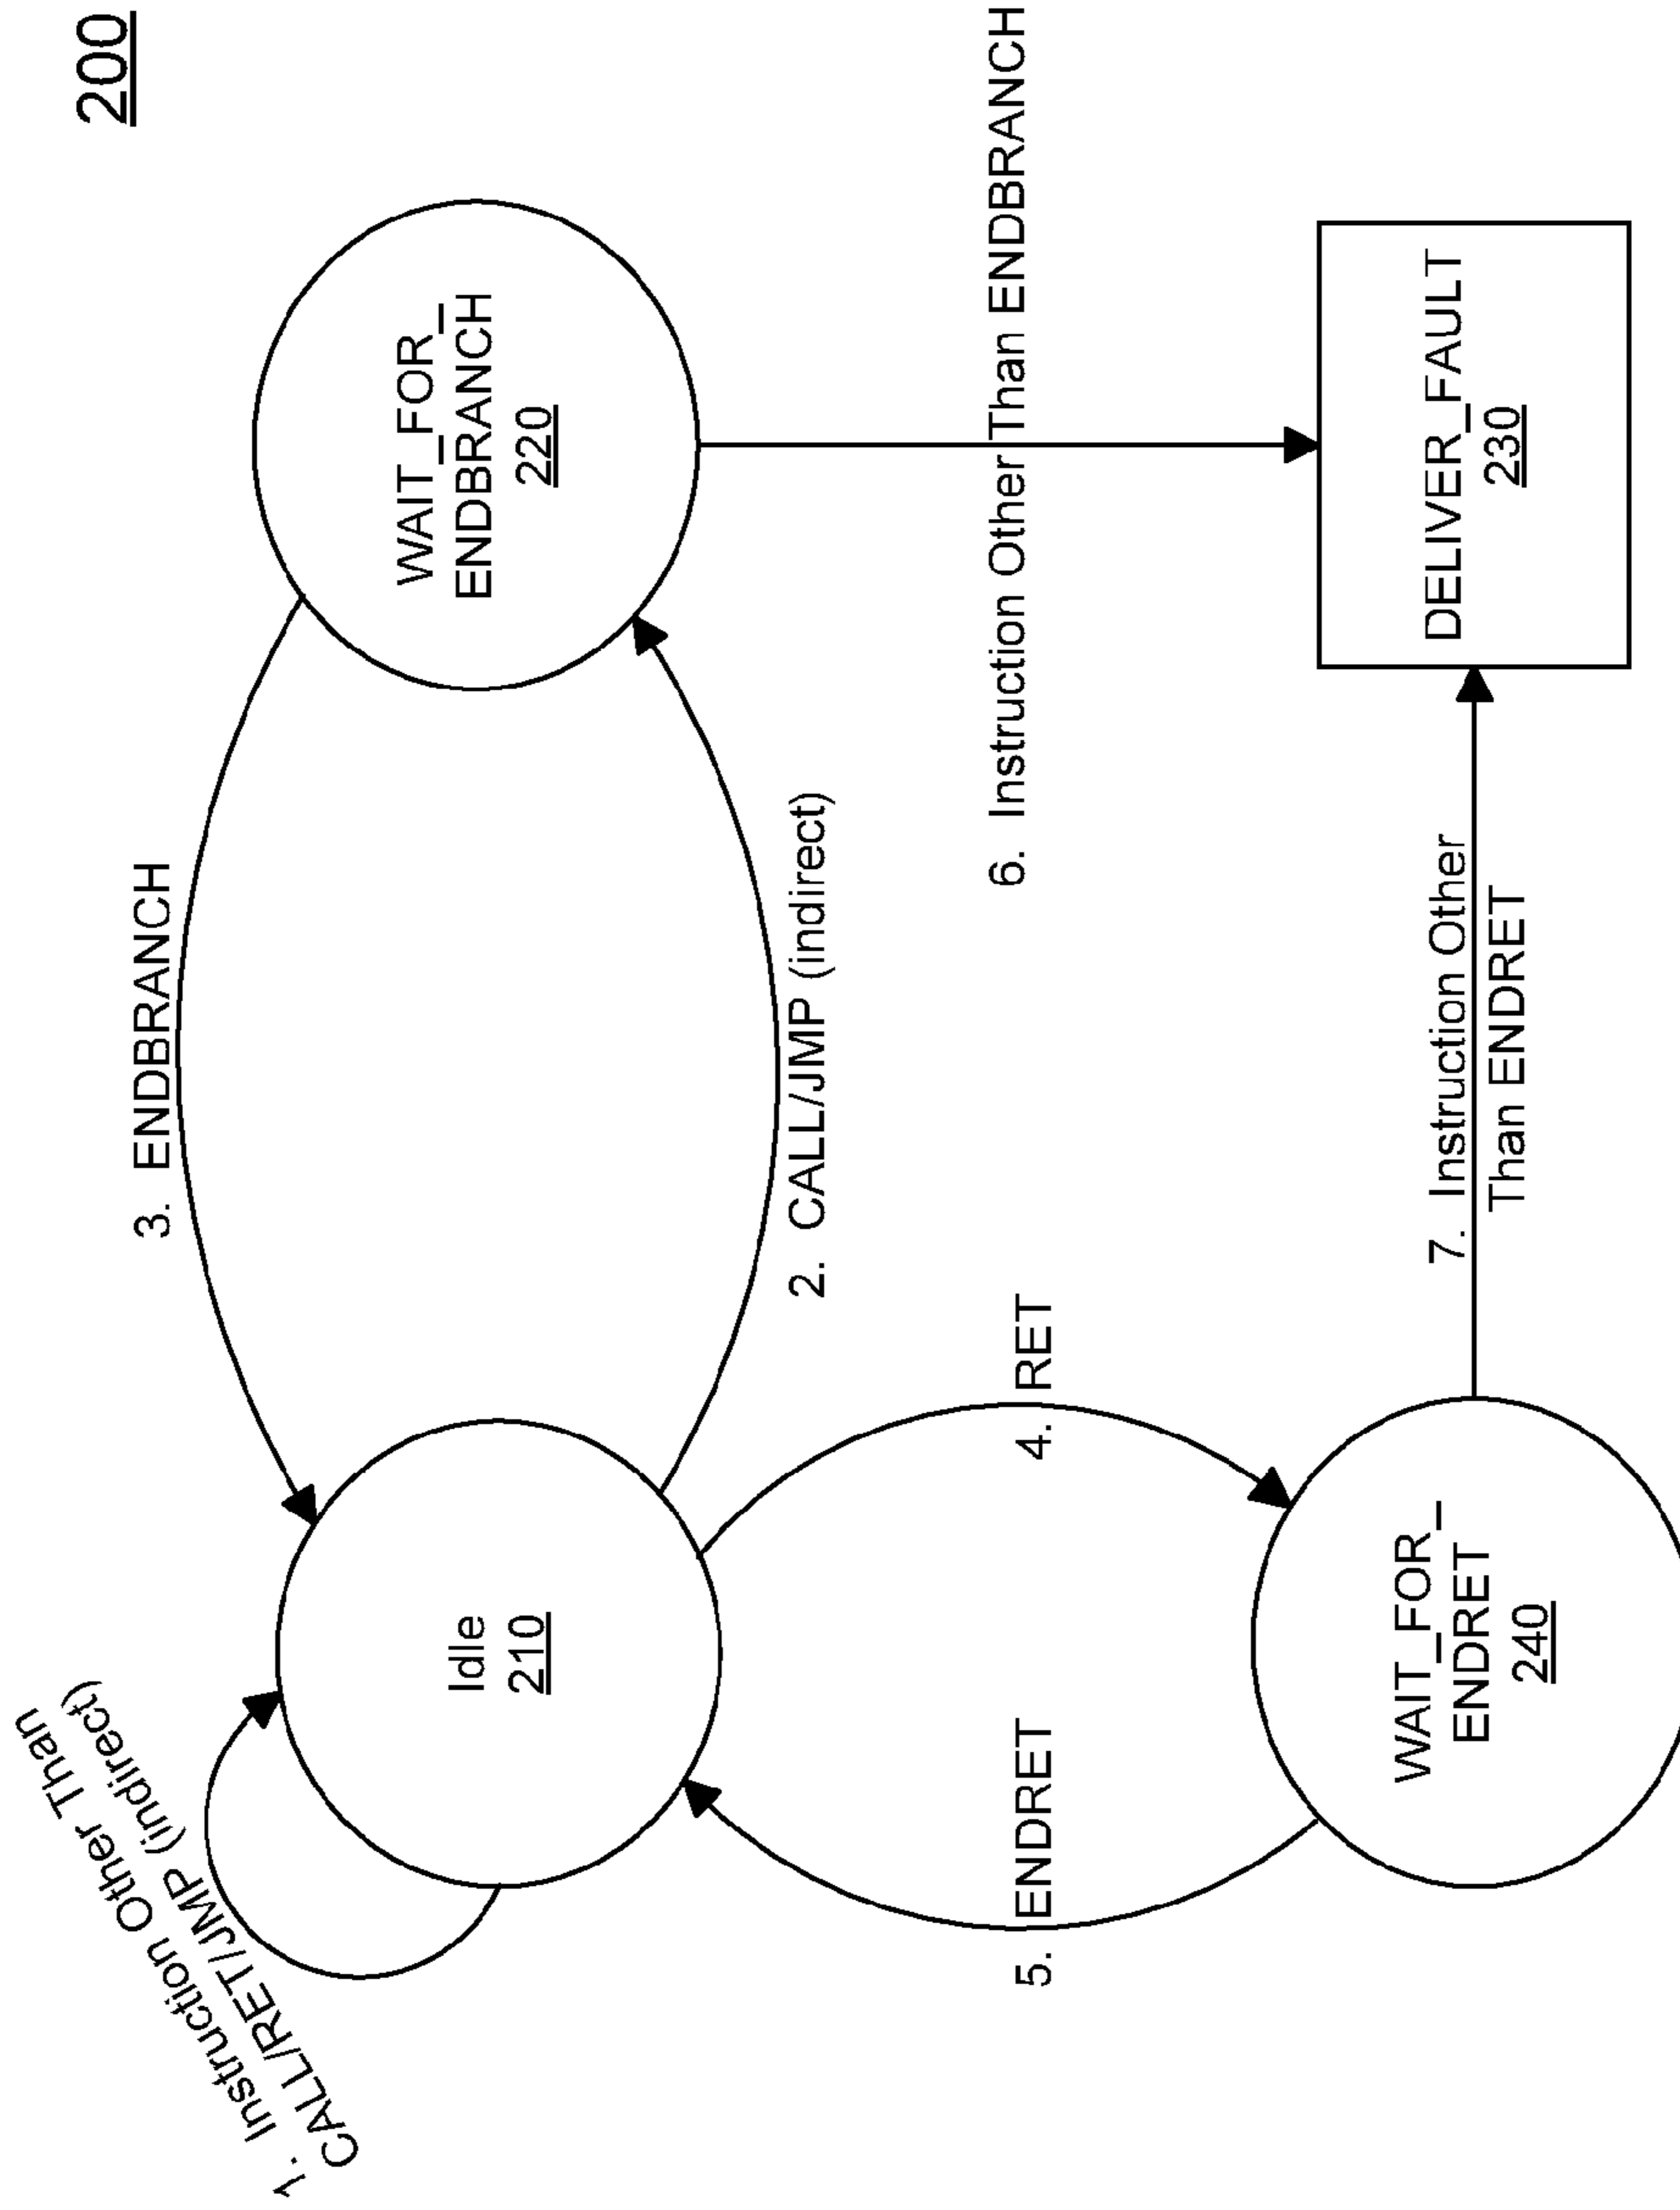 200
1. Instruction Other Than
CALL/RET/JMP (indirect)
3. ENDBRANCH
Idle
210
WAIT_FOR_
ENDBRANCH
220
2. CALL/JMP (indirect)
5. ENDRET
4. RET
6. Instruction Other Than ENDBRANCH
WAIT_FOR_
ENDRET
240
7. Instruction Other
Than ENDRET
DELIVER_FAULT
230